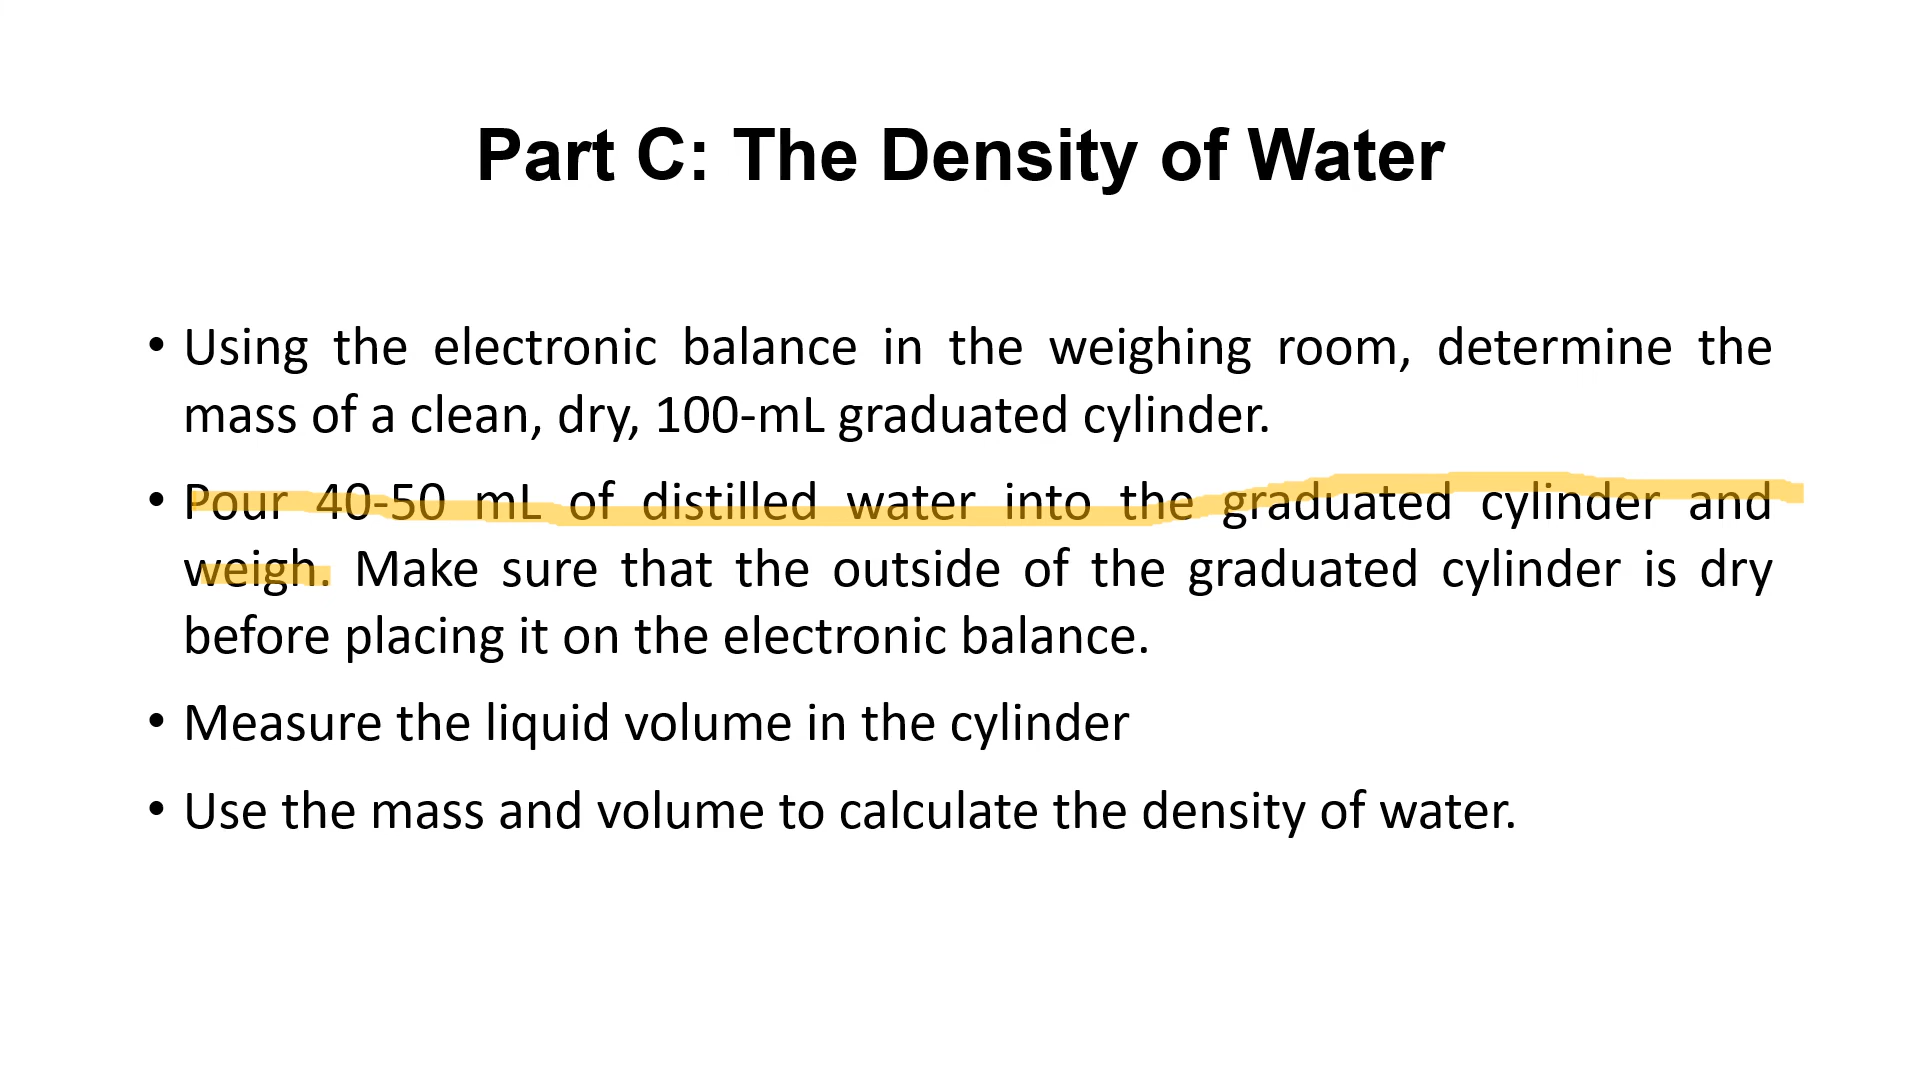 Part C: The Density of Water
• Using the electronic balance in the weighing room, determine the
mass of a clean, dry, 100-mL graduated cylinder.
• Pour 40-50 mL of distilled water into the graduated cylinder and
weigh. Make sure that the outside of the graduated cylinder is dry
before placing it on the electronic balance.
• Measure the liquid volume in the cylinder
• Use the mass and volume to calculate the density of water.